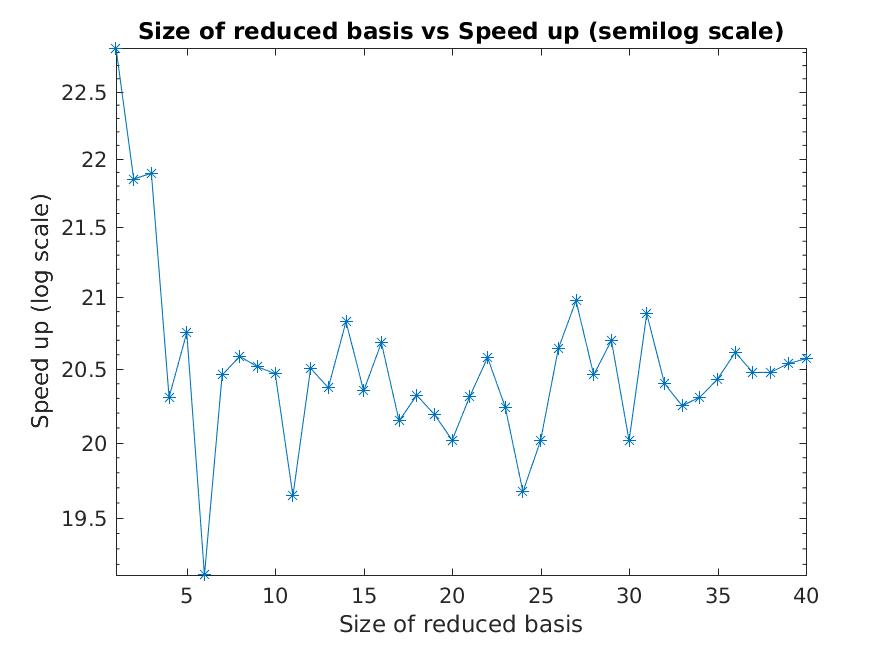 Size of reduced basis vs Speed up (semilog scale)
Speed up (log scale)
22.5
22
21.5
21
20.5
20
19.5
5 10 15 20 25 30 35 40
Size of reduced basis